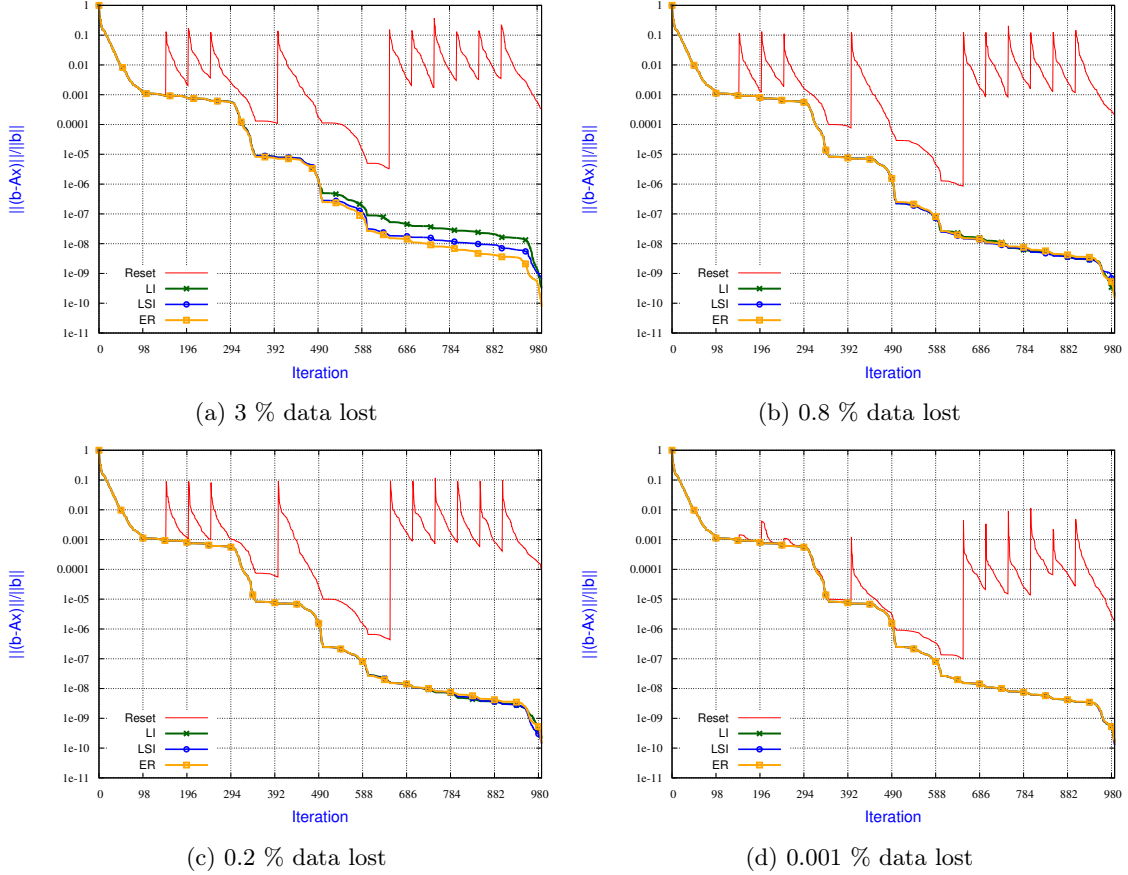 1
0.1
0.01
0.001
0.0001
1e-05
1e-06
1e-07
1e-08
1e-09
1e-10
1e-11
||(b-Ax)||/||b||
Reset
LI
LSI
ER
0 98 196 294 392 490 588 686 784 882 980
Iteration
(a) 3 % data lost
1
0.1
0.01
0.001
0.0001
1e-05
1e-06
1e-07
1e-08
1e-09
1e-10
1e-11
||(b-Ax)||/||b||
Reset
LI
LSI
ER
0 98 196 294 392 490 588 686 784 882 980
Iteration
(b) 0.8 % data lost
1
0.1
0.01
0.001
0.0001
1e-05
1e-06
1e-07
1e-08
1e-09
1e-10
1e-11
||(b-Ax)||/||b||
Reset
LI
LSI
ER
0 98 196 294 392 490 588 686 784 882 980
Iteration
(c) 0.2 % data lost
1
0.1
0.01
0.001
0.0001
1e-05
1e-06
1e-07
1e-08
1e-09
1e-10
1e-11
||(b-Ax)||/||b||
Reset
LI
LSI
ER
0 98 196 294 392 490 588 686 784 882 980
Iteration
(d) 0.001 % data lost